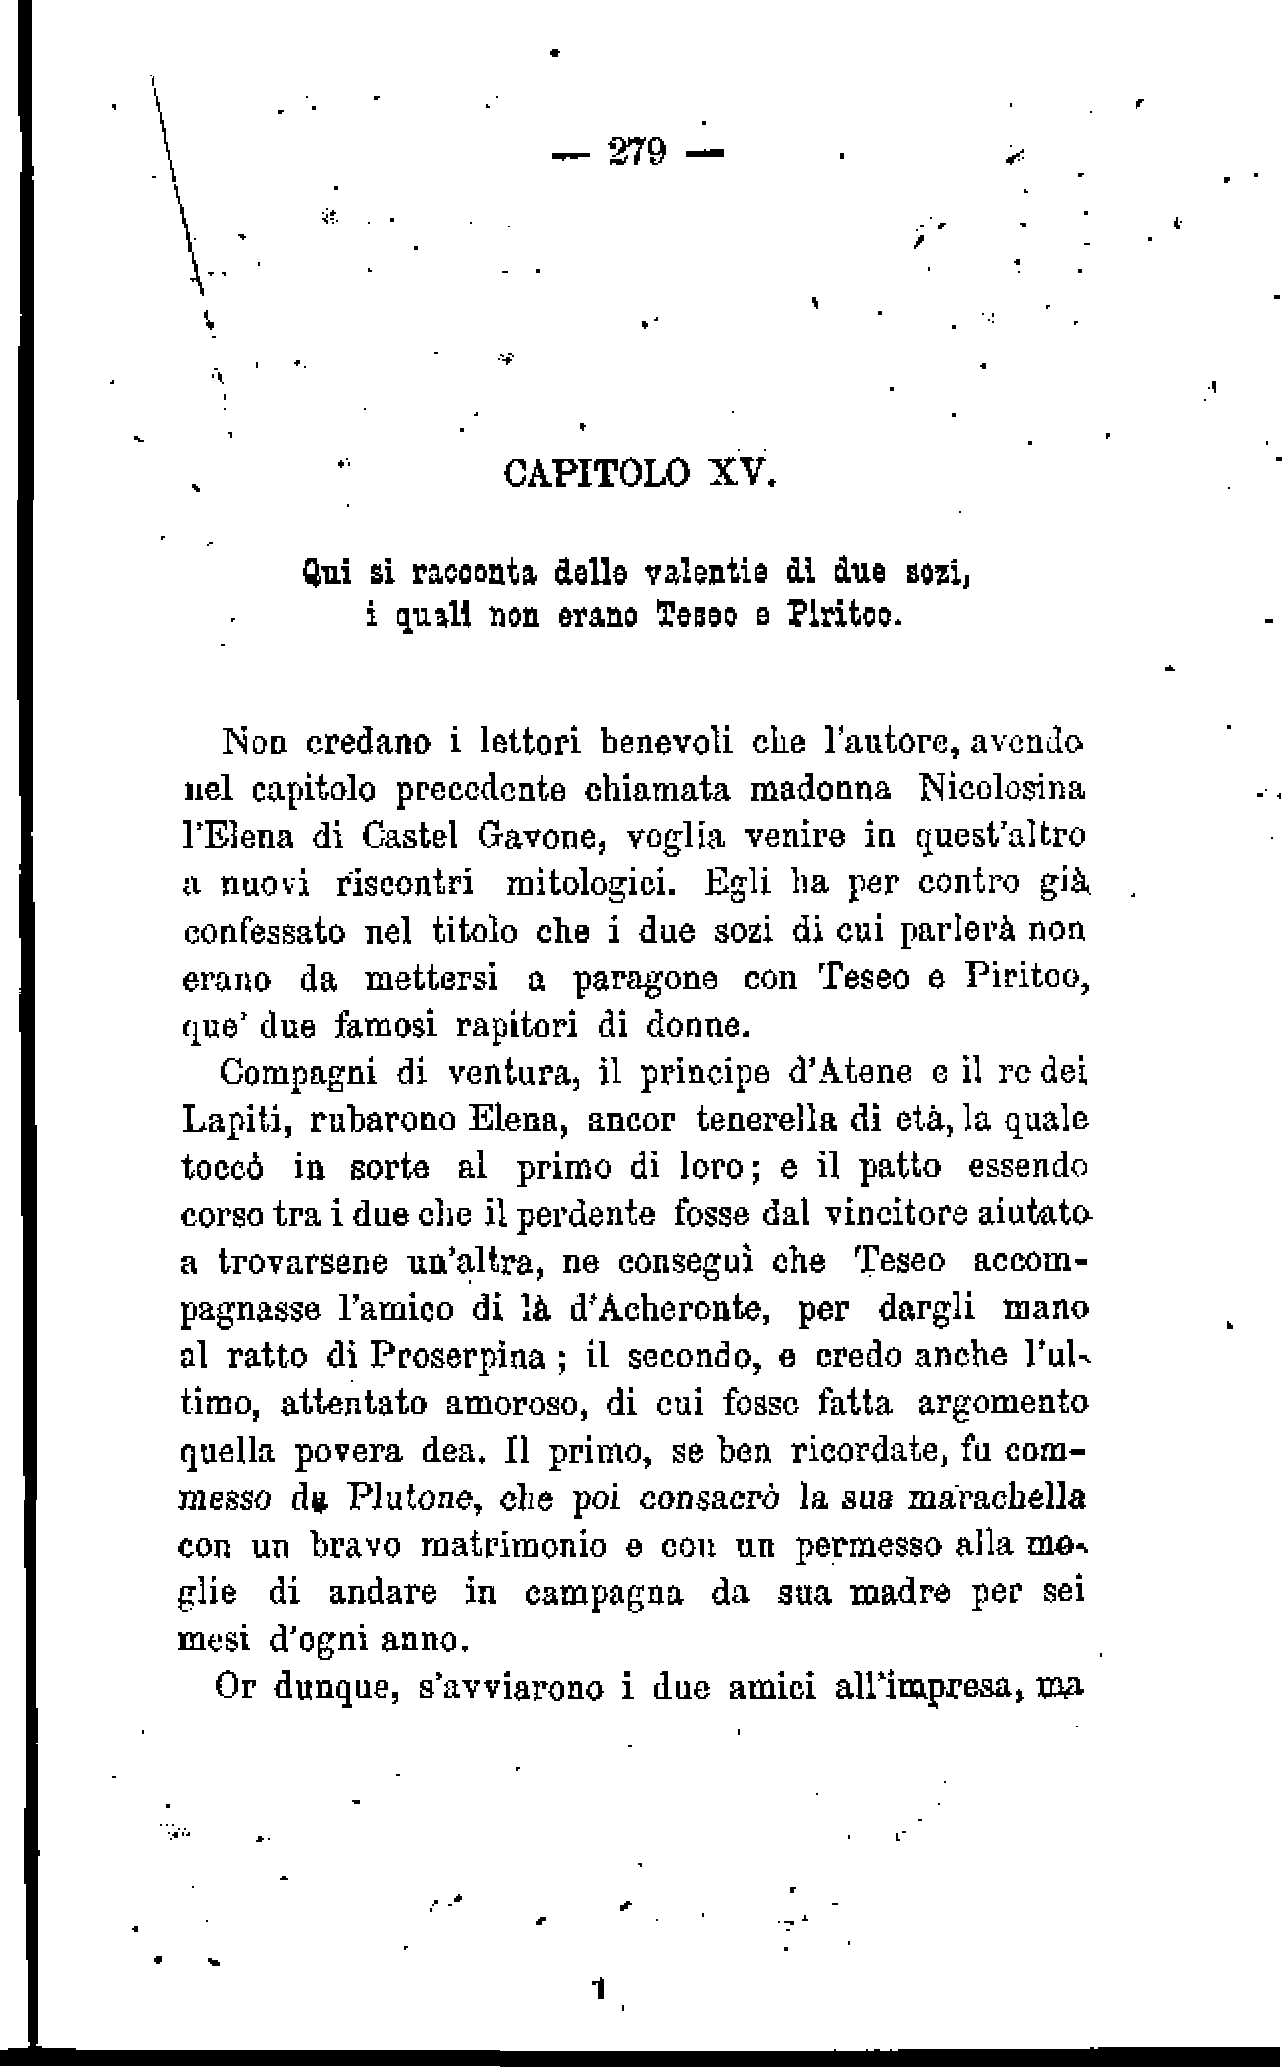 — 279 —
CAPITOLO XV.
Qui si racconta delle valentie di due sozi,
i quali non erano Teseo e Piritoo.
Non credano i lettori benevoli che l'autore, avendo
nel capitolo precedente chiamata madonna Nicolosina
l'Elena di Castel Gavone, voglia venire in quest'altro
a nuovi riscontri mitologici. Egli ha per contro già
confessato nel titolo che i due sozi di cui parlerà non
erano da mettersi a paragone con Teseo e Piritoo,
que' due famosi rapitori di donne.
Compagni di ventura, il principe d'Atene e il re dei
Lapiti, rubarono Elena, ancor tenerella di età, la quale
toccò in sorte al primo di loro; e il patto essendo
corso tra i due che il perdente fosse dal vincitore aiutato
a trovarsene un'altra, ne conseguì che Teseo accom-
pagnasse l'amico di là d'Acheronte, per dargli mano
al ratto di Proserpina; il secondo, e credo anche l'ul-
timo, attentato amoroso, di cui fosse fatta argomento
quella povera dea. Il primo, se ben ricordate, fu com-
messo da Plutone, che poi consacrò la sua marachella
con un bravo matrimonio e con un permesso alla mo-
glie di andare in campagna da sua madre per sei
mesi d'ogni anno.
Or dunque, s'avviarono i due amici all'impresa, ma
1